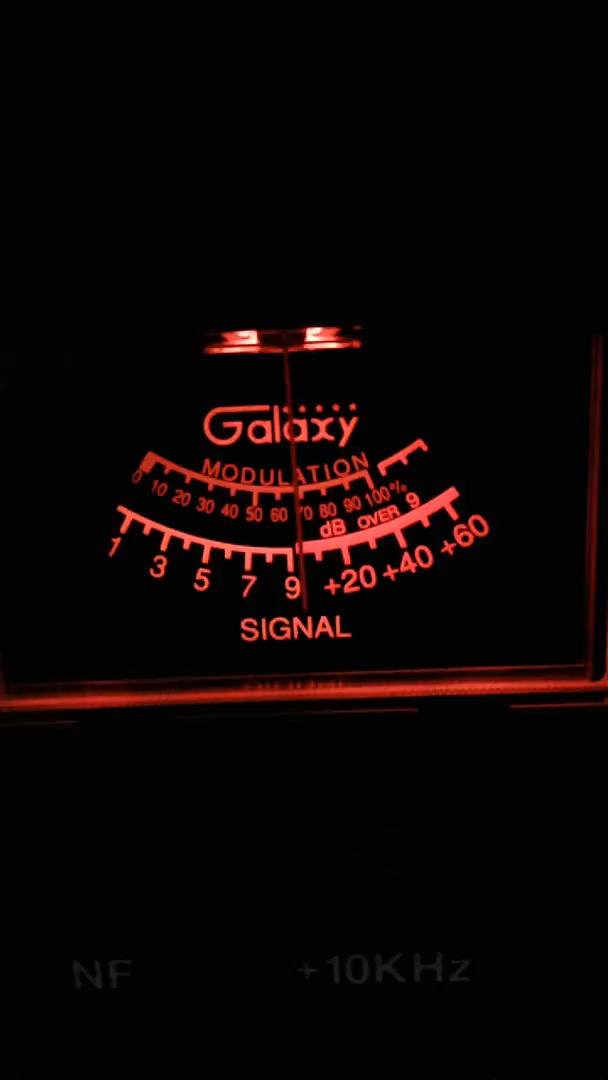 Galaxy
MODULATION
0 10 20 30 40 50 60 70 80 90 100%
dB OVER 9
1 3 5 7 9 +20 +40 +60
SIGNAL
NF +10KHz